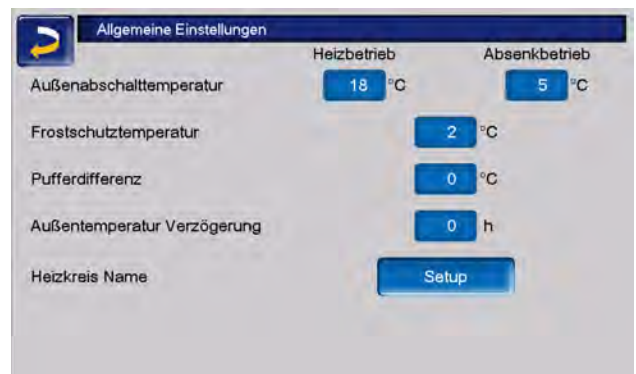 Allgemeine Einstellungen
Heizbetrieb Absenkbetrieb
Außenabschalttemperatur 18 °C 5 °C
Frostschutztemperatur 2 °C
Pufferdifferenz 0 °C
Außentemperatur Verzögerung 0 h
Heizkreis Name Setup